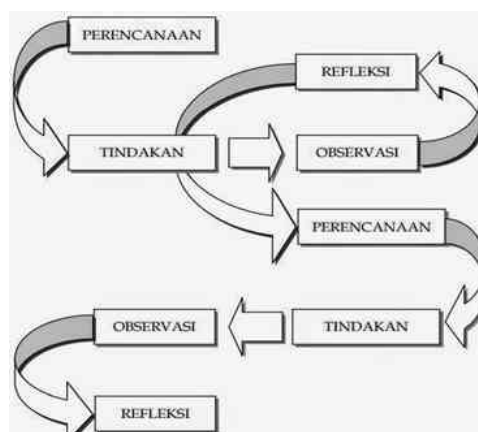 PERENCANAAN
REFLEKSI
TINDAKAN
OBSERVASI
PERENCANAAN
OBSERVASI
TINDAKAN
REFLEKSI